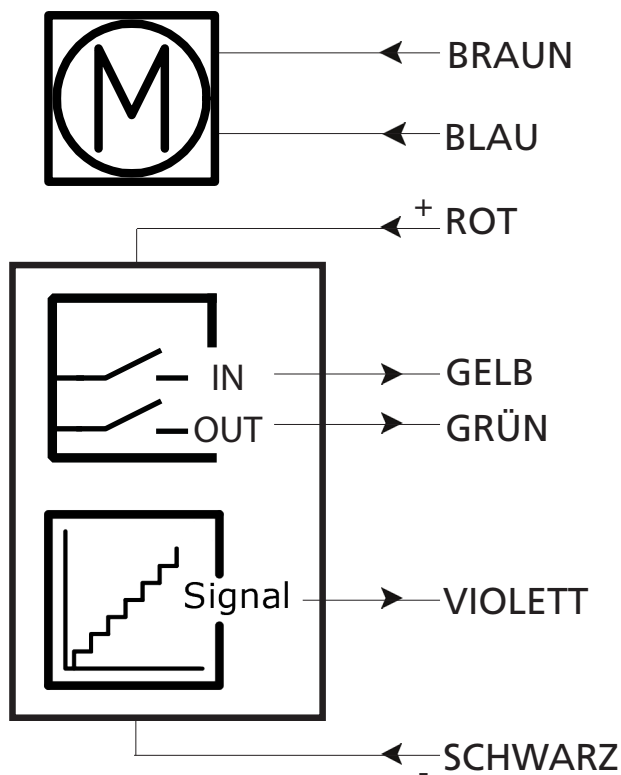 M
BRAUN
BLAU
+ ROT
IN GELB
OUT GRÜN
Signal VIOLETT
- SCHWARZ